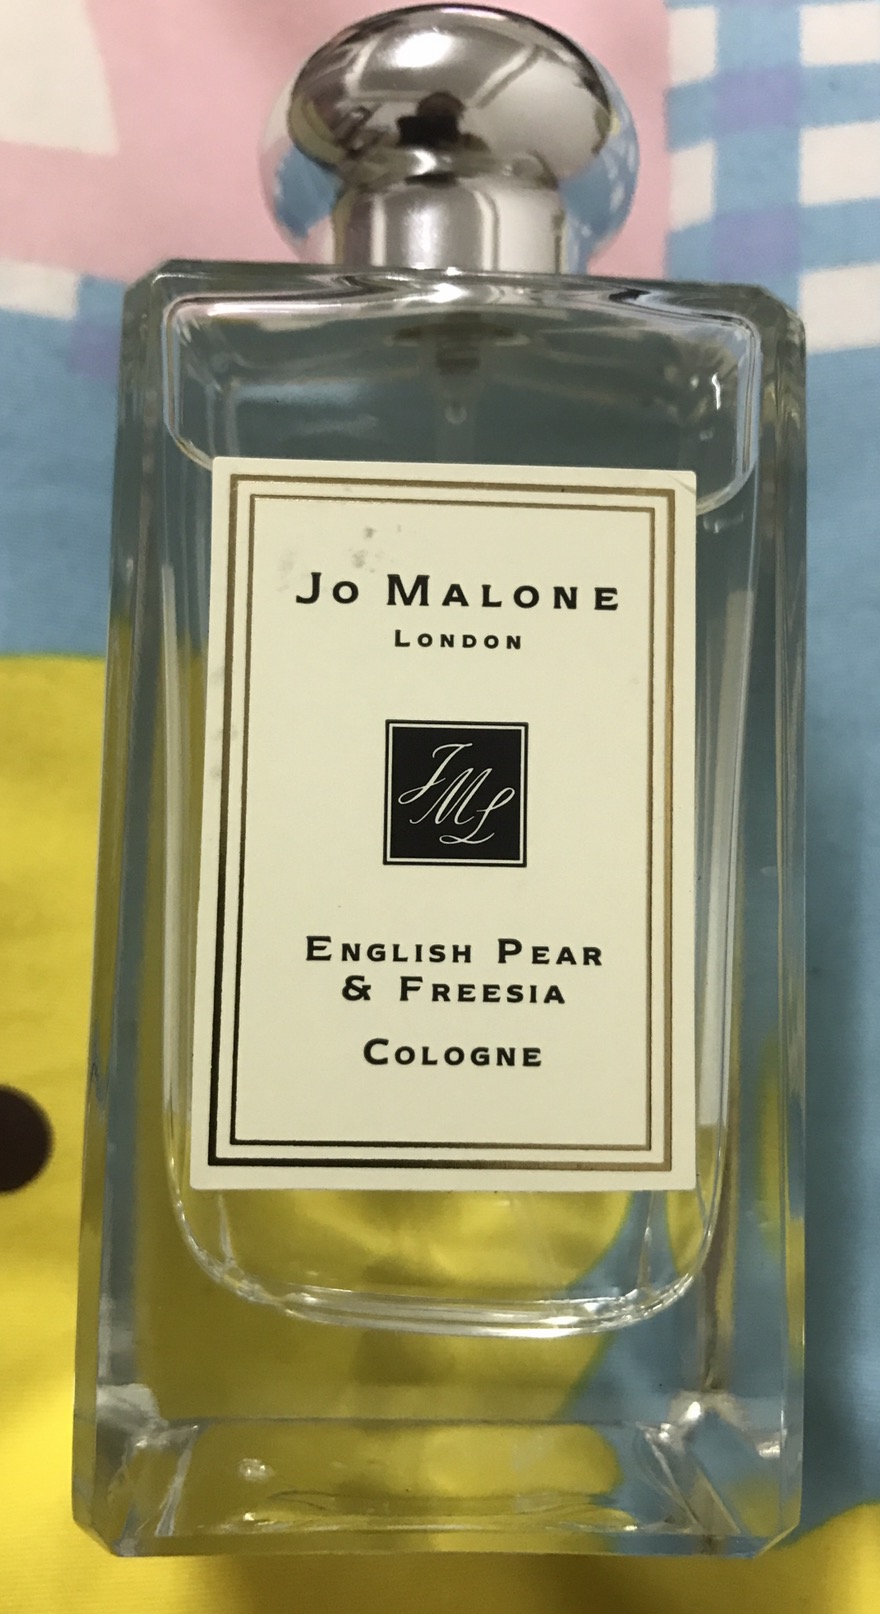 Jo Malone
London
JML
English Pear
& Freesia
Cologne